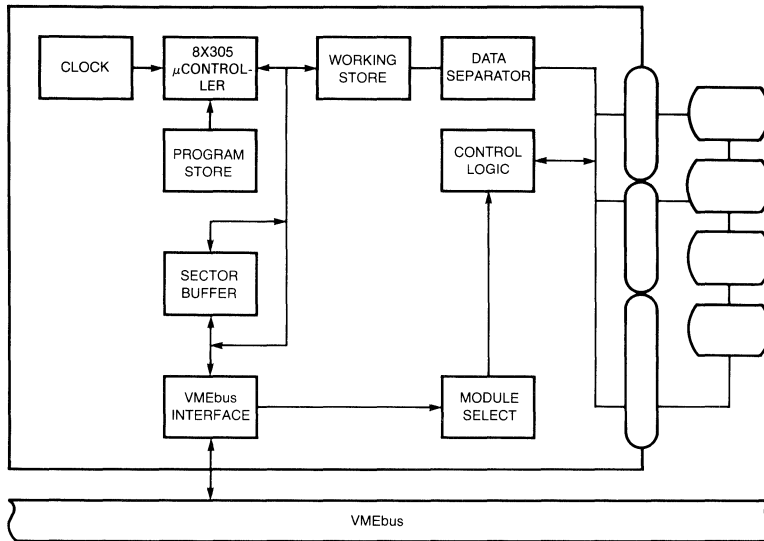 CLOCK
8X305
μCONTROL-
LER
WORKING
STORE
DATA
SEPARATOR
PROGRAM
STORE
CONTROL
LOGIC
SECTOR
BUFFER
VMEbus
INTERFACE
MODULE
SELECT
VMEbus